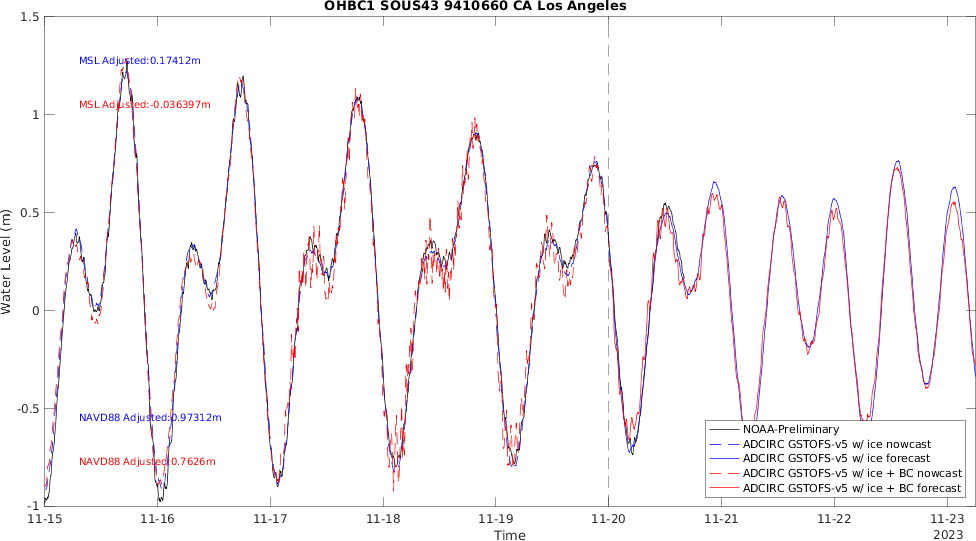 OHBC1 SOUS43 9410660 CA Los Angeles
1.5
1
0.5
0
-0.5
-1
Water Level (m)
MSL Adjusted:0.17412m
MSL Adjusted:-0.036397m
NAVD88 Adjusted:0.97312m
NAVD88 Adjusted:0.7626m
NOAA-Preliminary
ADCIRC GSTOFS-v5 w/ ice nowcast
ADCIRC GSTOFS-v5 w/ ice forecast
ADCIRC GSTOFS-v5 w/ ice + BC nowcast
ADCIRC GSTOFS-v5 w/ ice + BC forecast
11-15 11-16 11-17 11-18 11-19 11-20 11-21 11-22 11-23
Time
2023